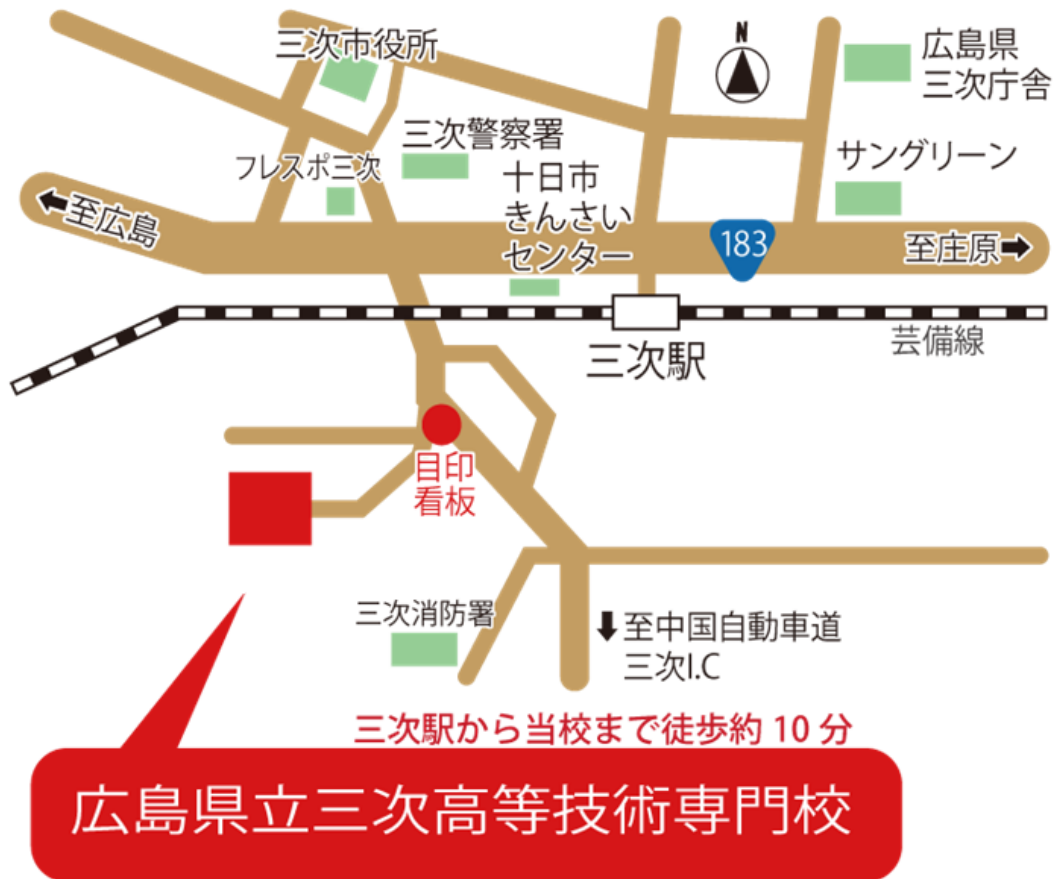 N
三次市役所
広島県
三次庁舎
三次警察署
フレスポ三次
十日市
きんさい
センター
サングリーン
至広島
183
至庄原
芸備線
三次駅
目印
看板
三次消防署
至中国自動車道
三次I.C
三次駅から当校まで徒歩約10分
広島県立三次高等技術専門校